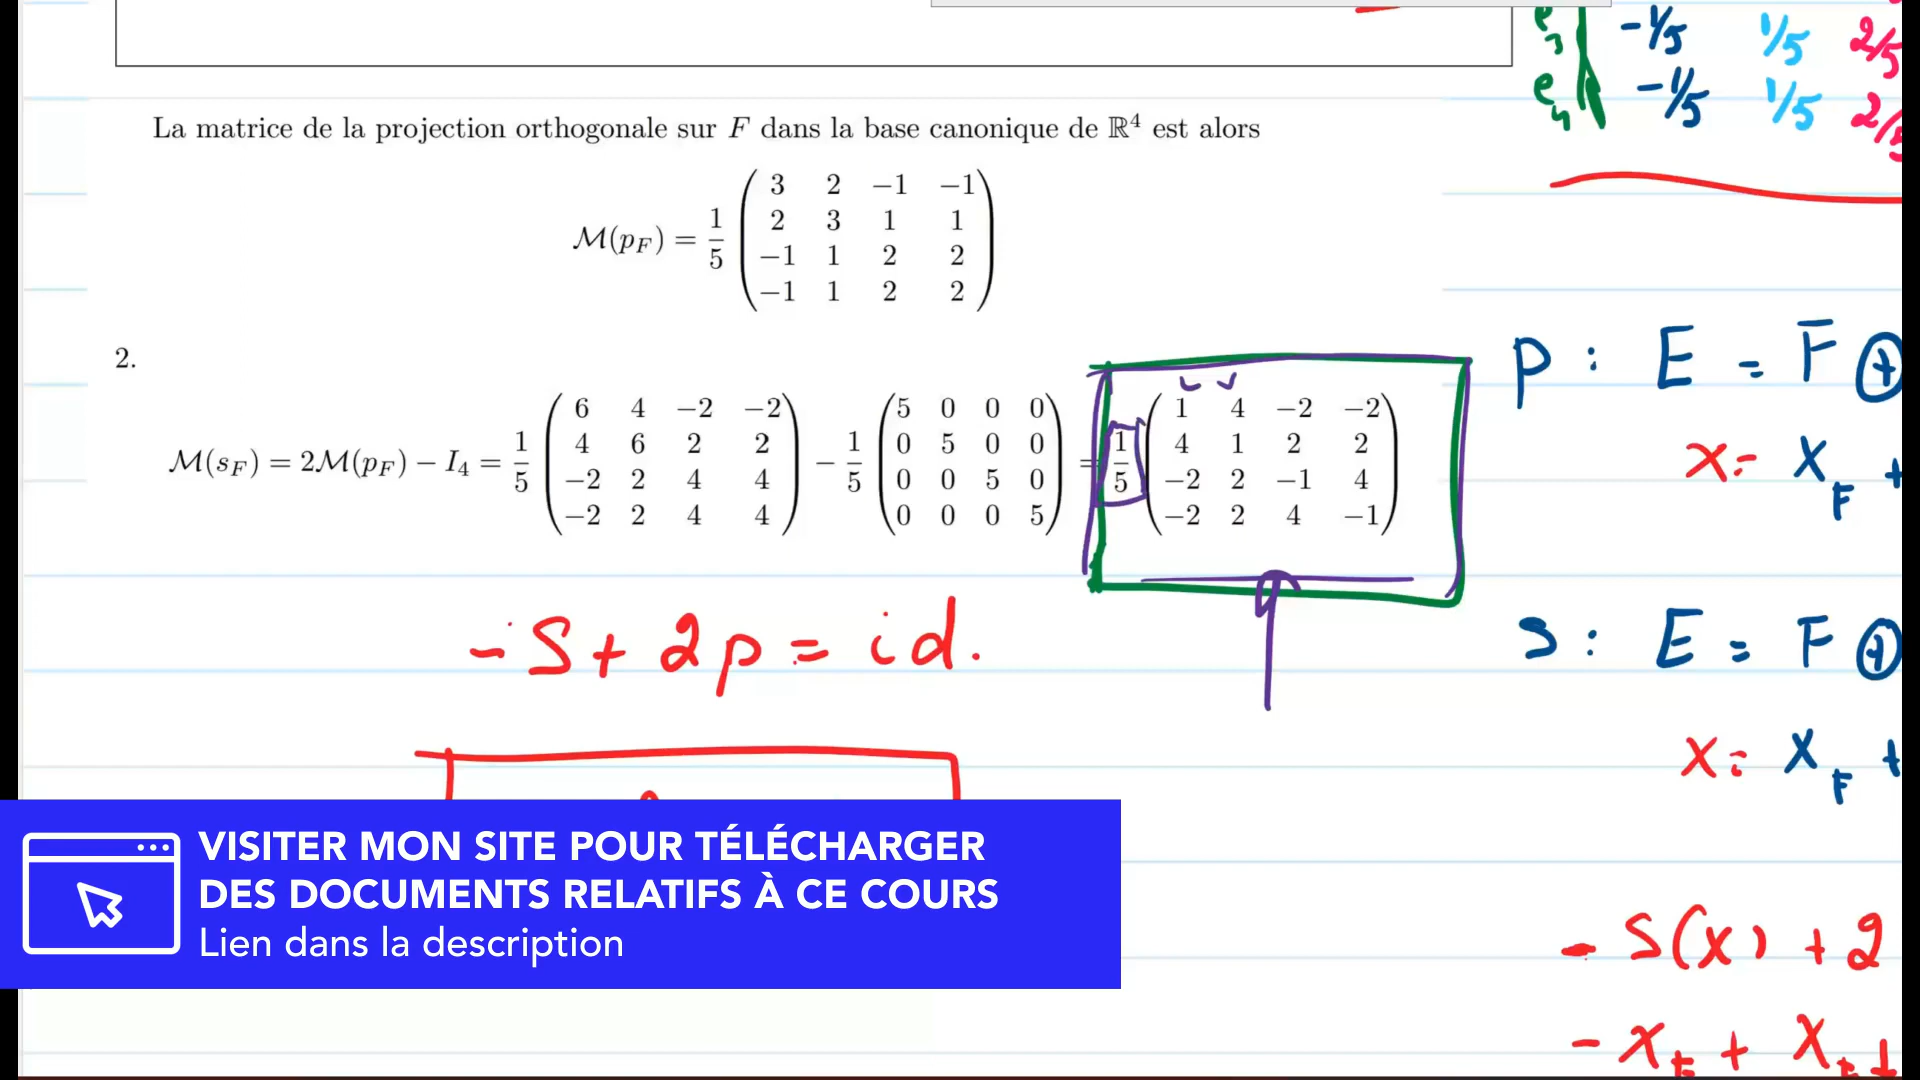 e3 -1/5 1/5 2/5
e4 -1/5 1/5
La matrice de la projection orthogonale sur F dans la base canonique de ℝ⁴ est alors
M(p_F) = 1/5 (3 2 −1 −1
2 3 1 1
−1 1 2 2
−1 1 2 2)
p : E = F ⊕
x = x_F +
2.
M(s_F) = 2M(p_F) − I₄ = 1/5 (6 4 −2 −2
4 6 2 2
−2 2 4 4
−2 2 4 4) − 1/5 (5 0 0 0
0 5 0 0
0 0 5 0
0 0 0 5) = 1/5 (1 4 −2 −2
4 1 2 2
−2 2 −1 4
−2 2 4 −1)
- s + 2p = id.
s : E = F ⊕
x = x_F +
VISITER MON SITE POUR TÉLÉCHARGER
DES DOCUMENTS RELATIFS À CE COURS
Lien dans la description
- s(x) + 2
- x_F + x_F +